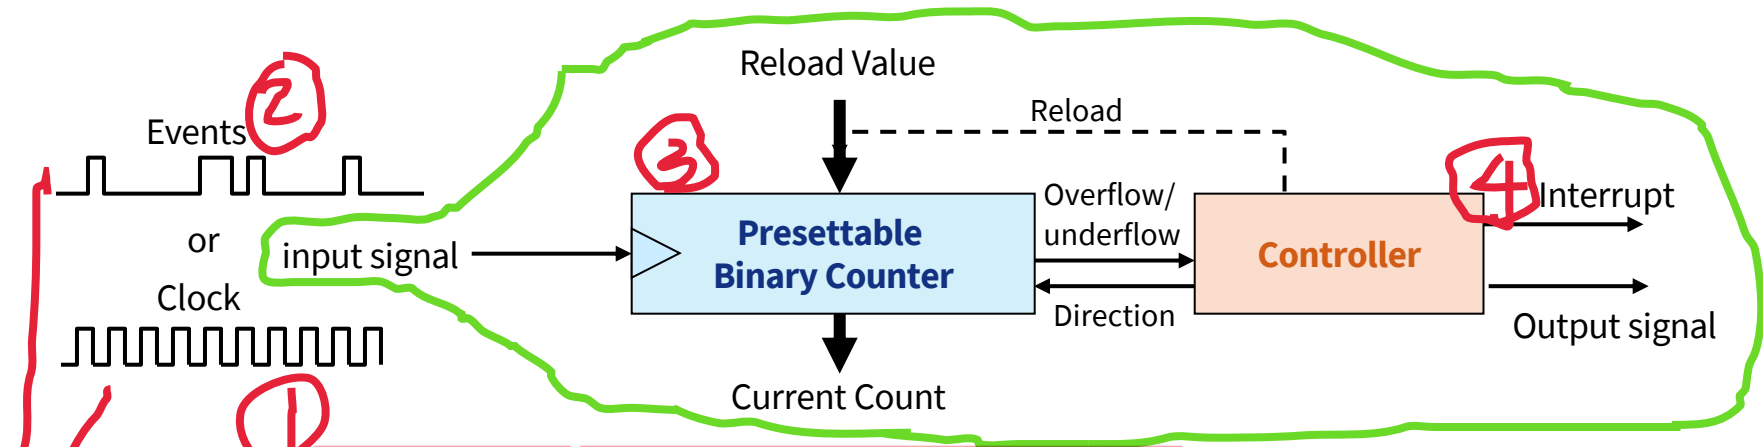 Reload Value
Reload
Events
2
3
4
Interrupt
Overflow/
underflow
or
input signal
Presettable
Binary Counter
Controller
Clock
Direction
Output signal
Current Count
1